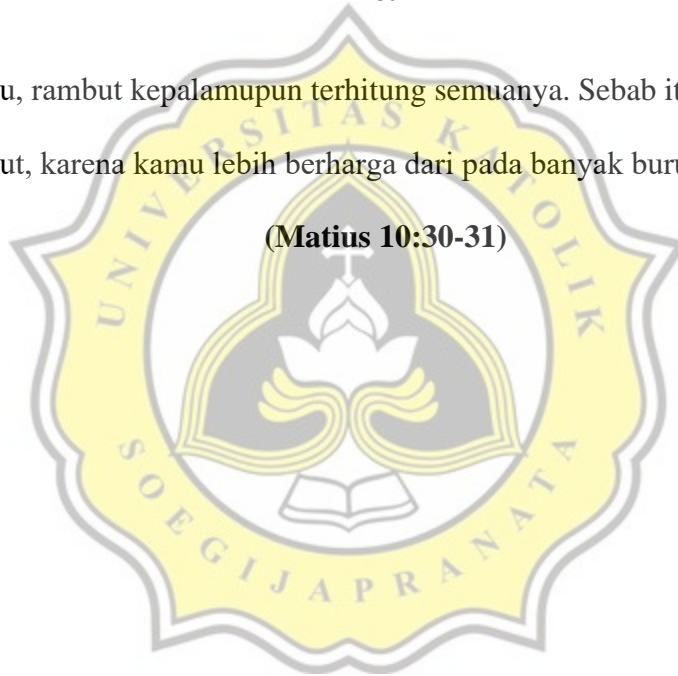 u, rambut kepalamupun terhitung semuanya. Sebab it
ut, karena kamu lebih berharga dari pada banyak buru
(Matius 10:30-31)
UNIVERSITAS KATOLIK
SOEGIJAPRANATA